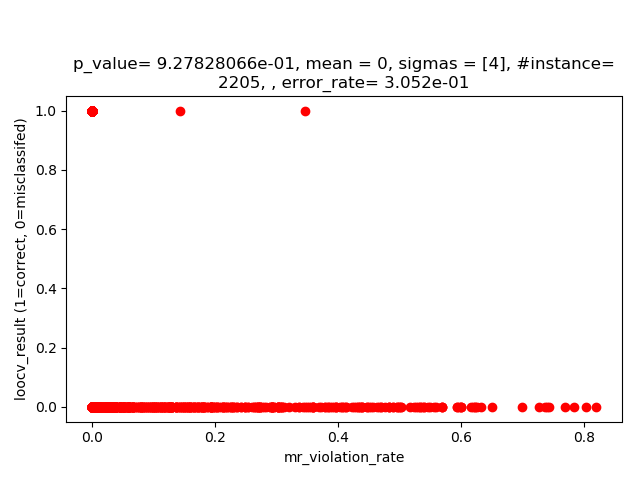 p_value= 9.27828066e-01, mean = 0, sigmas = [4], #instance=
2205, , error_rate= 3.052e-01
1.0
0.8
0.6
0.4
0.2
0.0
loocv_result (1=correct, 0=misclassifed)
0.0 0.2 0.4 0.6 0.8
mr_violation_rate